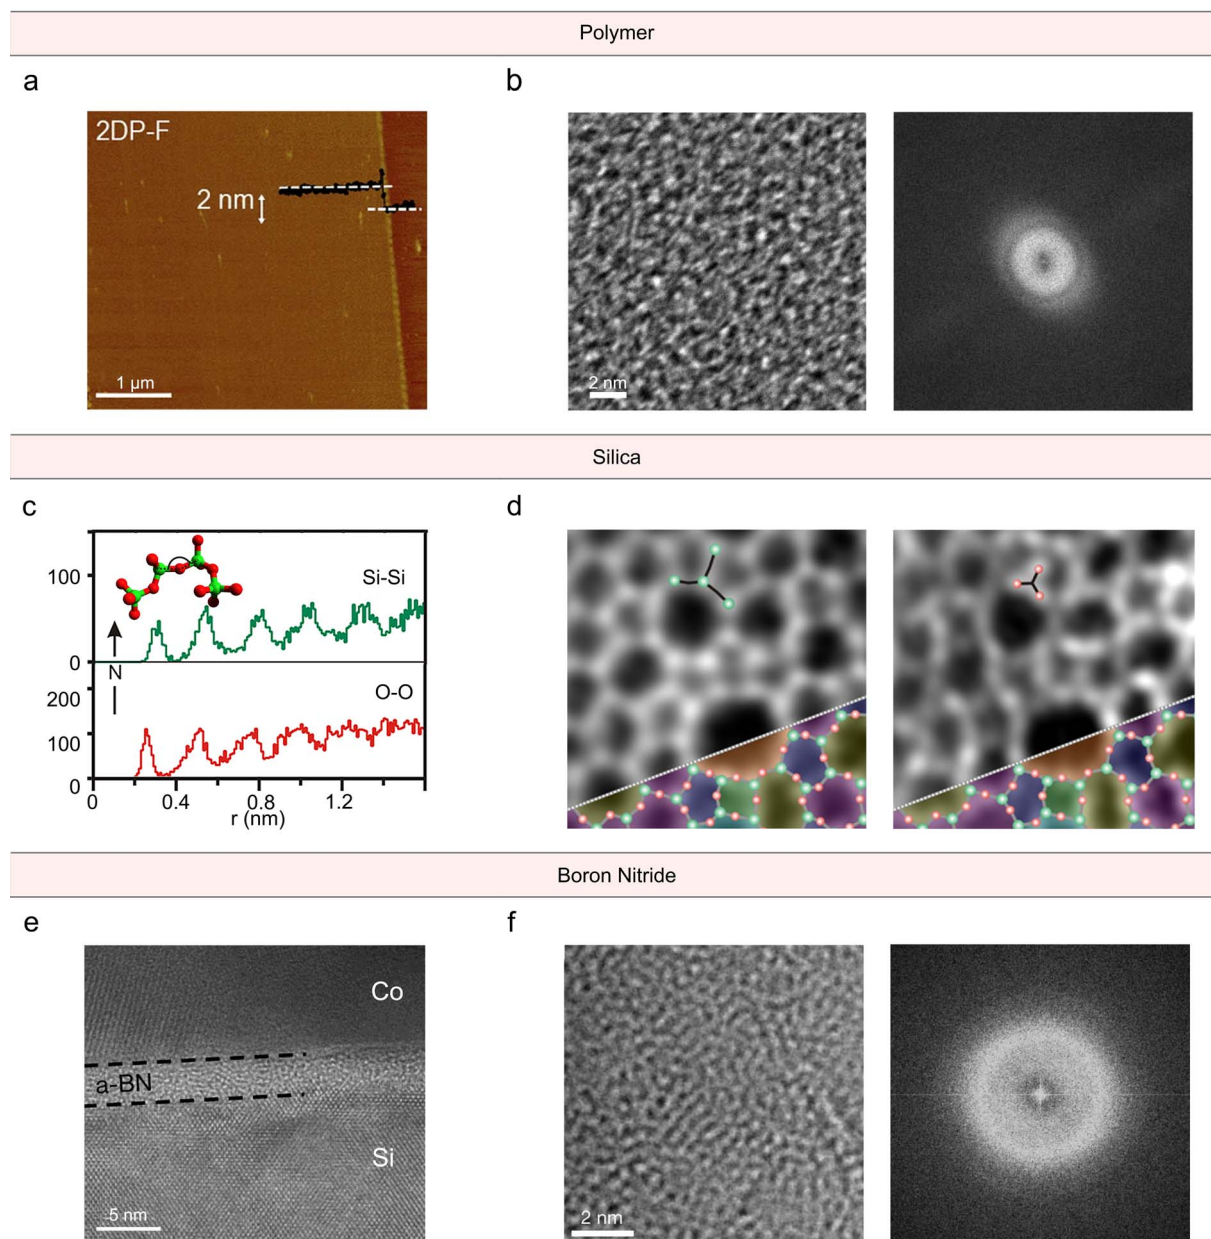 Polymer
a
b
2DP-F
2 nm
1 µm
2 nm
Silica
c
d
100
Si-Si
0
N
200
O-O
100
0
0
0.4
0.8
1.2
r (nm)
Boron Nitride
e
f
Co
a-BN
Si
5 nm
2 nm